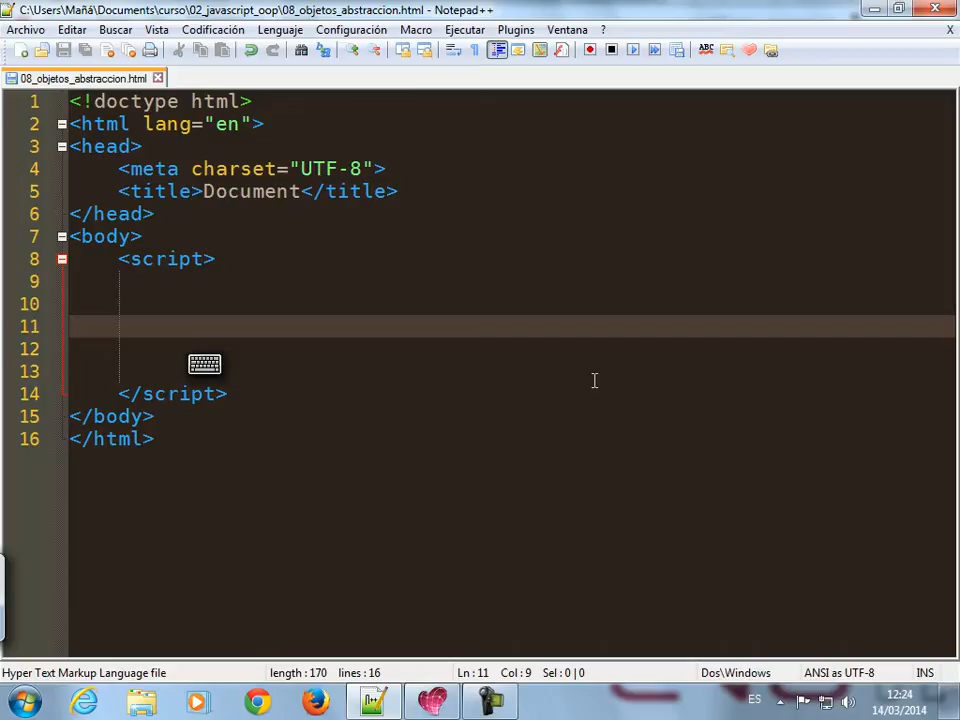 C:\Users\Mañá\Documents\curso\02_javascript_oop\08_objetos_abstraccion.html - Notepad++
Archivo Editar Buscar Vista Codificación Lenguaje Configuración Macro Ejecutar Plugins Ventana ? X
08_objetos_abstraccion.html
1 <!doctype html>
2 <html lang="en">
3 <head>
4 <meta charset="UTF-8">
5 <title>Document</title>
6 </head>
7 <body>
8 <script>
9
10
11
12
13
14 </script>
15 </body>
16 </html>
Hyper Text Markup Language file length : 170 lines : 16 Ln : 11 Col : 9 Sel : 0 | 0 Dos\Windows ANSI as UTF-8 INS
ES 12:24
14/03/2014